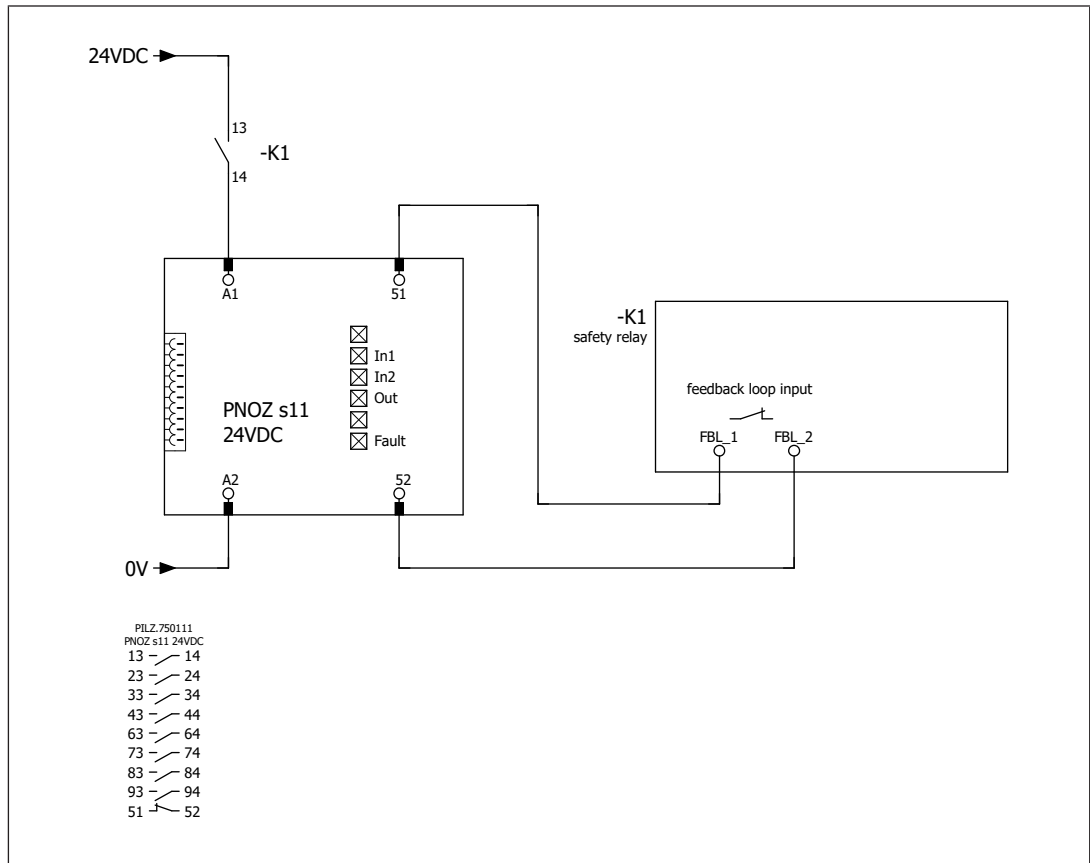 24VDC
13
-K1
14
A1
51
-K1
safety relay
In1
In2
feedback loop input
PNOZ s11
Out
24VDC
FBL_1
FBL_2
Fault
A2
52
0V
PILZ.750111
PNOZ s11 24VDC
13 14
23 24
33 34
43 44
63 64
73 74
83 84
93 94
51 52